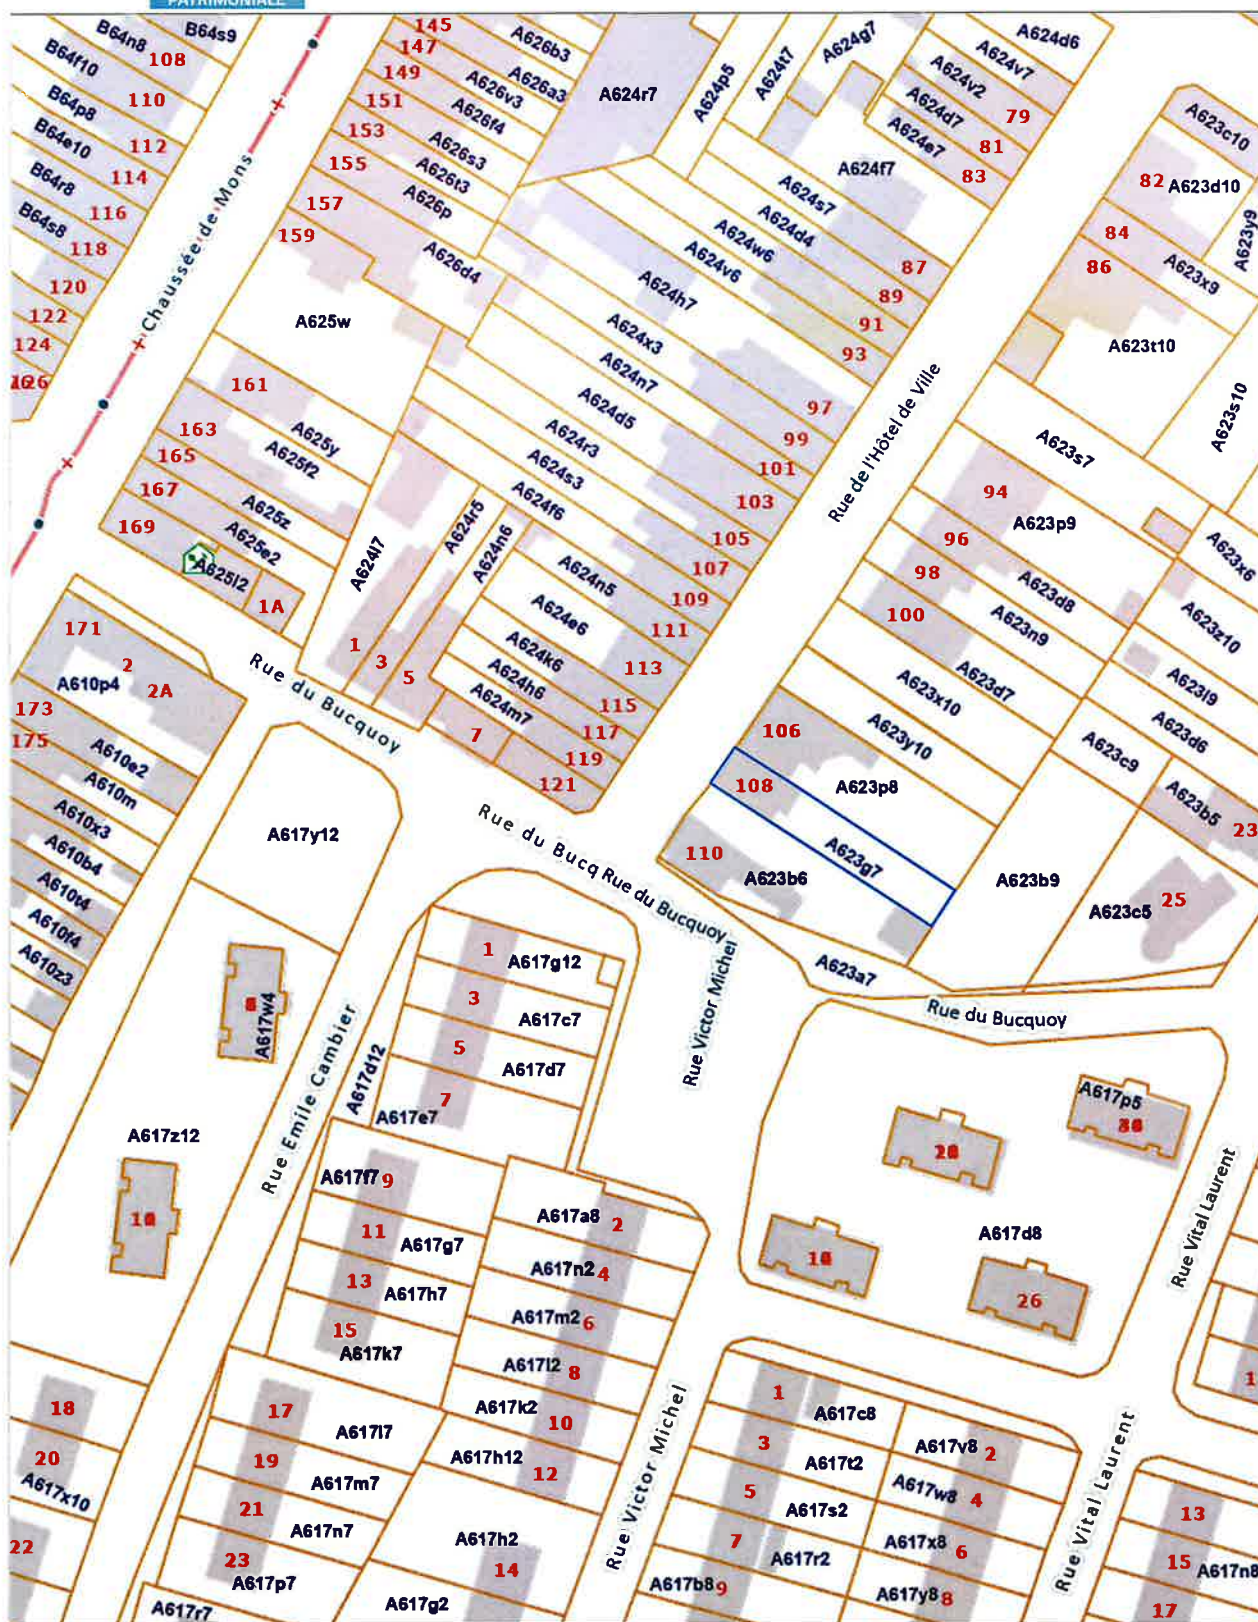 PATRIMONIALE
B64s9
B64n8
108
B64f10
110
B64p8
112
B64e10
114
B64r8
116
B64s8
118
120
122
124
126
Chaussée de Mons
145
147
149
151
153
155
157
159
A626b3
A626a3
A626v3
A626f4
A626s3
A626t3
A626p
A626d4
A625w
A624r7
A624p5
A624t7
A624g7
A624d6
A624v7
A624v2
79
A624d7
81
A624e7
83
A624f7
A624s7
A624d4
A624w6
A624v6
87
89
91
93
A624h7
A624x3
A624n7
A624d5
A624r3
A624s3
A624f6
97
99
101
103
105
107
109
111
113
115
117
119
121
A623c10
82
A623d10
A623y9
84
86
A623x9
A623t10
A623s10
A623s7
Rue de l'Hôtel de Ville
161
163
165
167
169
A625y
A625f2
A625z
A625e2
A625l2
1A
A624l7
A624r5
A624n6
A624n5
A624e6
A624k6
A624h6
A624m7
1
3
5
7
94
A623p9
96
98
100
A623d8
A623n9
A623d7
A623x6
A623z10
A623l9
A623d6
A623x10
A623y10
A623c9
106
108
110
A623p8
A623g7
A623b6
A623b9
A623b5
23
25
A623c5
A623a7
171
2
2A
A610p4
173
175
A610e2
A610m
A610x3
A610b4
A610t4
A610f4
A610z3
Rue du Bucquoy
Rue du Bucq
Rue du Bucquoy
Rue du Bucquoy
Rue Victor Michel
A617y12
A617w4
A617z12
Rue Emile Cambier
A617d12
1
A617g12
3
A617c7
5
A617d7
7
A617e7
A617f7
9
11
A617g7
13
A617h7
15
A617k7
A617a8
2
A617n2
4
A617m2
6
A617l2
8
A617k2
10
A617h12
12
A617h2
14
A617g2
A617p5
A617d8
26
Rue Vital Laurent
18
20
A617x10
22
17
A617l7
19
A617m7
21
A617n7
23
A617p7
A617r7
Rue Victor Michel
1
A617c8
3
A617t2
5
A617s2
7
A617r2
A617b8
9
A617v8
2
A617w8
4
A617x8
6
A617y8
8
Rue Vital Laurent
13
15
A617n8
17
1